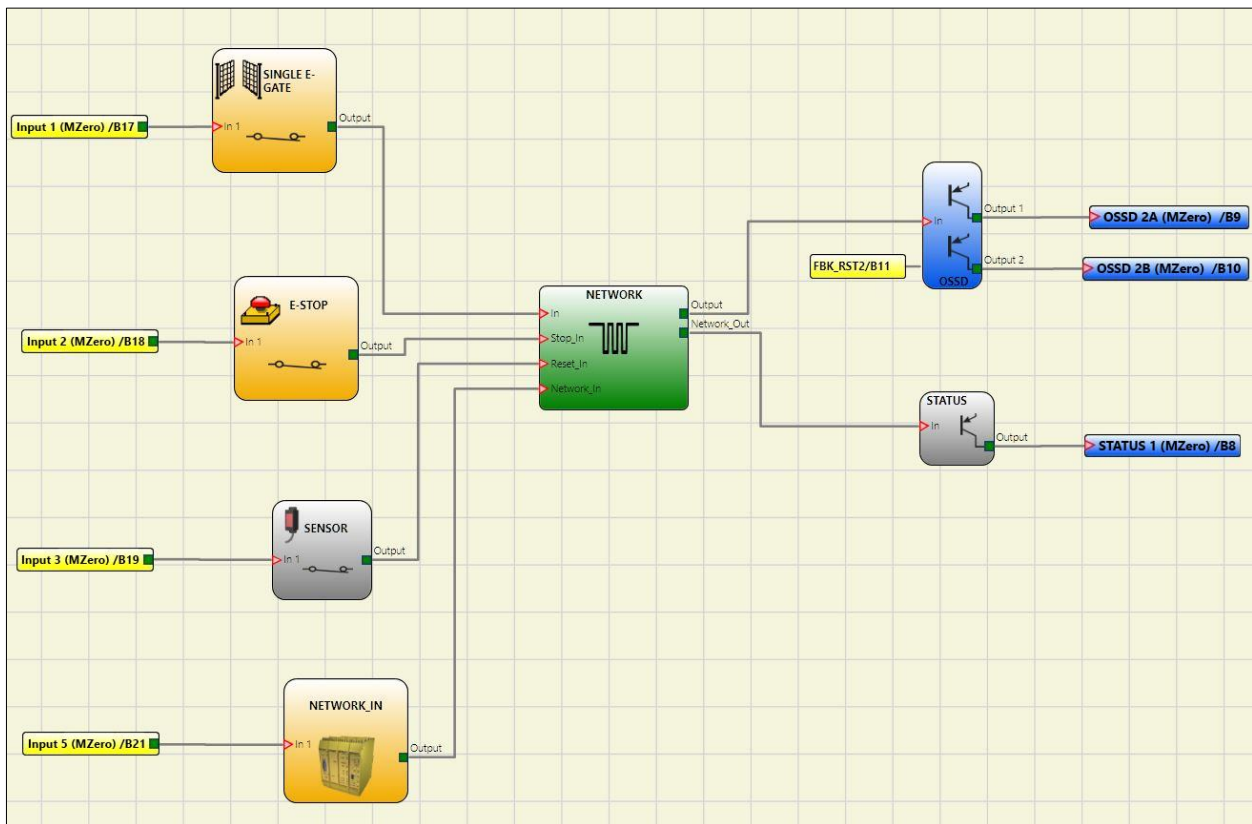 SINGLE E-
GATE
Input 1 (MZero) /B17
In 1
Output
E-STOP
Input 2 (MZero) /B18
In 1
Output
SENSOR
Input 3 (MZero) /B19
In 1
Output
NETWORK_IN
Input 5 (MZero) /B21
In 1
Output
NETWORK
In
Stop_In
Reset_In
Network_In
Output
Network_Out
In
Output 1
Output 2
OSSD
FBK_RST2/B11
OSSD 2A (MZero) /B9
OSSD 2B (MZero) /B10
STATUS
In
Output
STATUS 1 (MZero) /B8